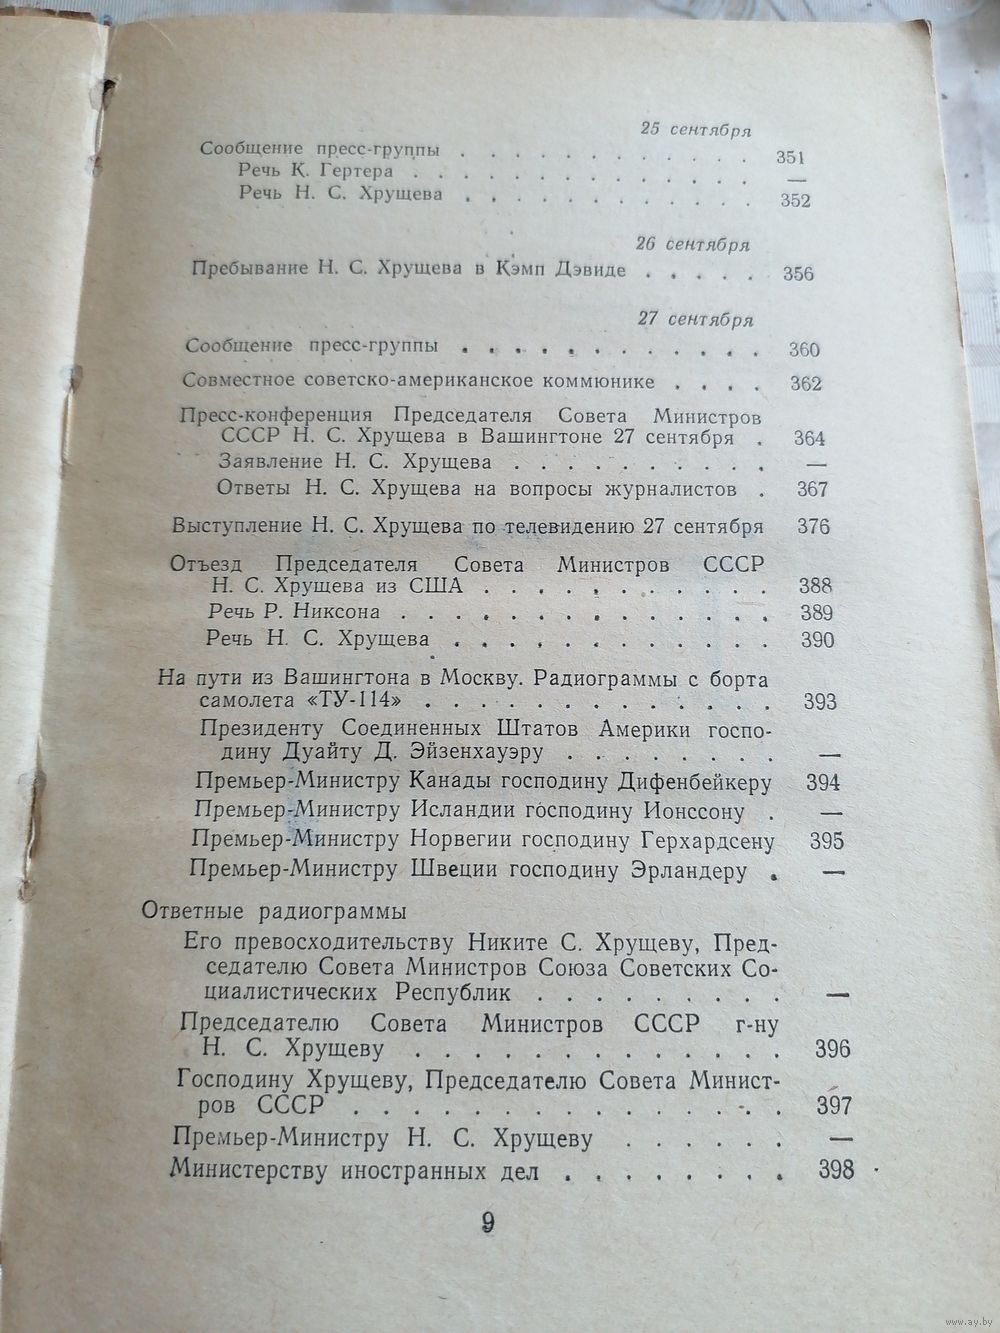 25 сентября
Сообщение пресс-группы . . . . . . . . . . . . 351
Речь К. Гертера . . . . . . . . . . . . . . —
Речь Н. С. Хрущева . . . . . . . . . . . . 352
26 сентября
Пребывание Н. С. Хрущева в Кэмп Дэвиде . . . . . 356
27 сентября
Сообщение пресс-группы . . . . . . . . . . . . 360
Совместное советско-американское коммюнике . . . . 362
Пресс-конференция Председателя Совета Министров
СССР Н. С. Хрущева в Вашингтоне 27 сентября . 364
Заявление Н. С. Хрущева . . . . . . . . . . —
Ответы Н. С. Хрущева на вопросы журналистов . 367
Выступление Н. С. Хрущева по телевидению 27 сентября 376
Отъезд Председателя Совета Министров СССР
Н. С. Хрущева из США . . . . . . . . . . . 388
Речь Р. Никсона . . . . . . . . . . . . . . 389
Речь Н. С. Хрущева . . . . . . . . . . . . 390
На пути из Вашингтона в Москву. Радиограммы с борта
самолета «ТУ-114» . . . . . . . . . . . . . 393
Президенту Соединенных Штатов Америки госпо-
дину Дуайту Д. Эйзенхауэру . . . . . . . . —
Премьер-Министру Канады господину Дифенбейкеру 394
Премьер-Министру Исландии господину Ионссону . —
Премьер-Министру Норвегии господину Герхардсену 395
Премьер-Министру Швеции господину Эрландеру . —
Ответные радиограммы
Его превосходительству Никите С. Хрущеву, Пред-
седателю Совета Министров Союза Советских Со-
циалистических Республик . . . . . . . . . —
Председателю Совета Министров СССР г-ну
Н. С. Хрущеву . . . . . . . . . . . . . 396
Господину Хрущеву, Председателю Совета Минист-
ров СССР . . . . . . . . . . . . . . . 397
Премьер-Министру Н. С. Хрущеву . . . . . . —
Министерству иностранных дел . . . . . . . . 398
9
www.ay.by